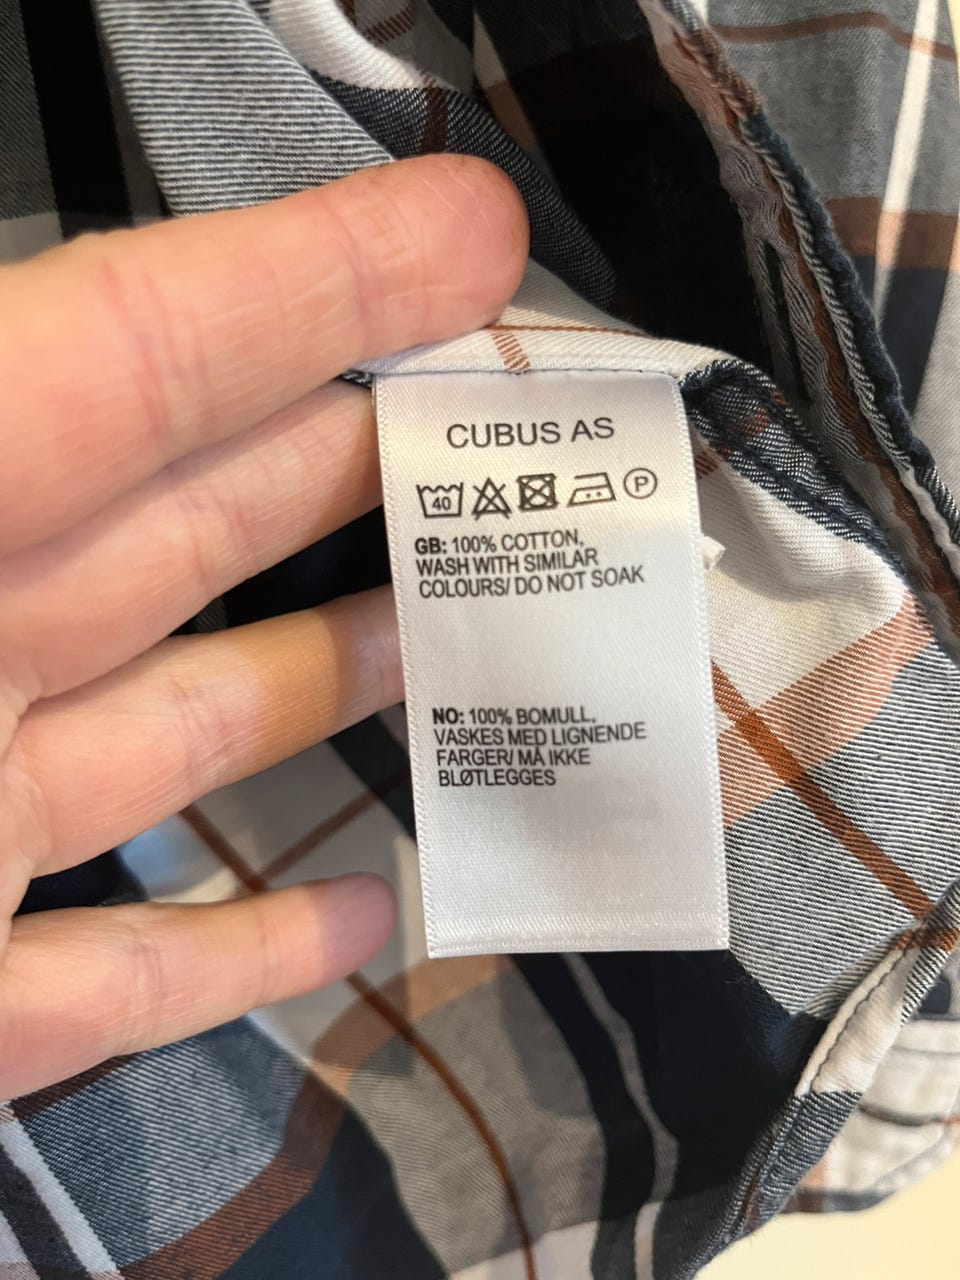 CUBUS AS
40 P
GB: 100% COTTON,
WASH WITH SIMILAR
COLOURS/ DO NOT SOAK
NO: 100% BOMULL,
VASKES MED LIGNENDE
FARGER/ MÅ IKKE
BLØTLEGGES